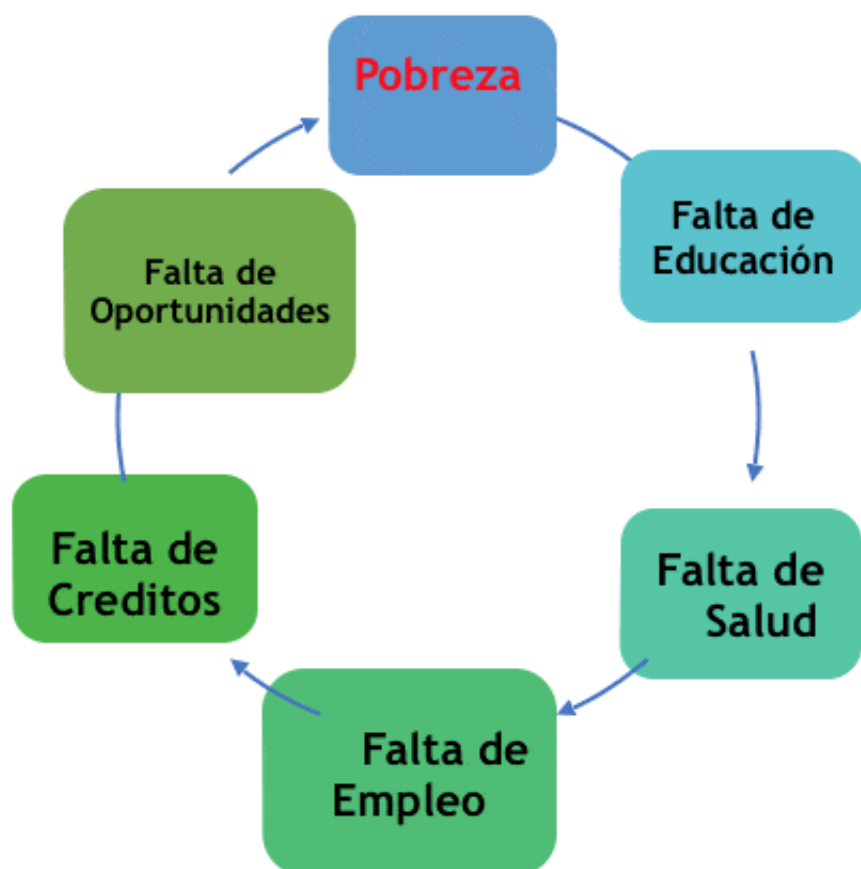 Pobreza
Falta de
Educación
Falta de
Salud
Falta de
Empleo
Falta de
Creditos
Falta de
Oportunidades